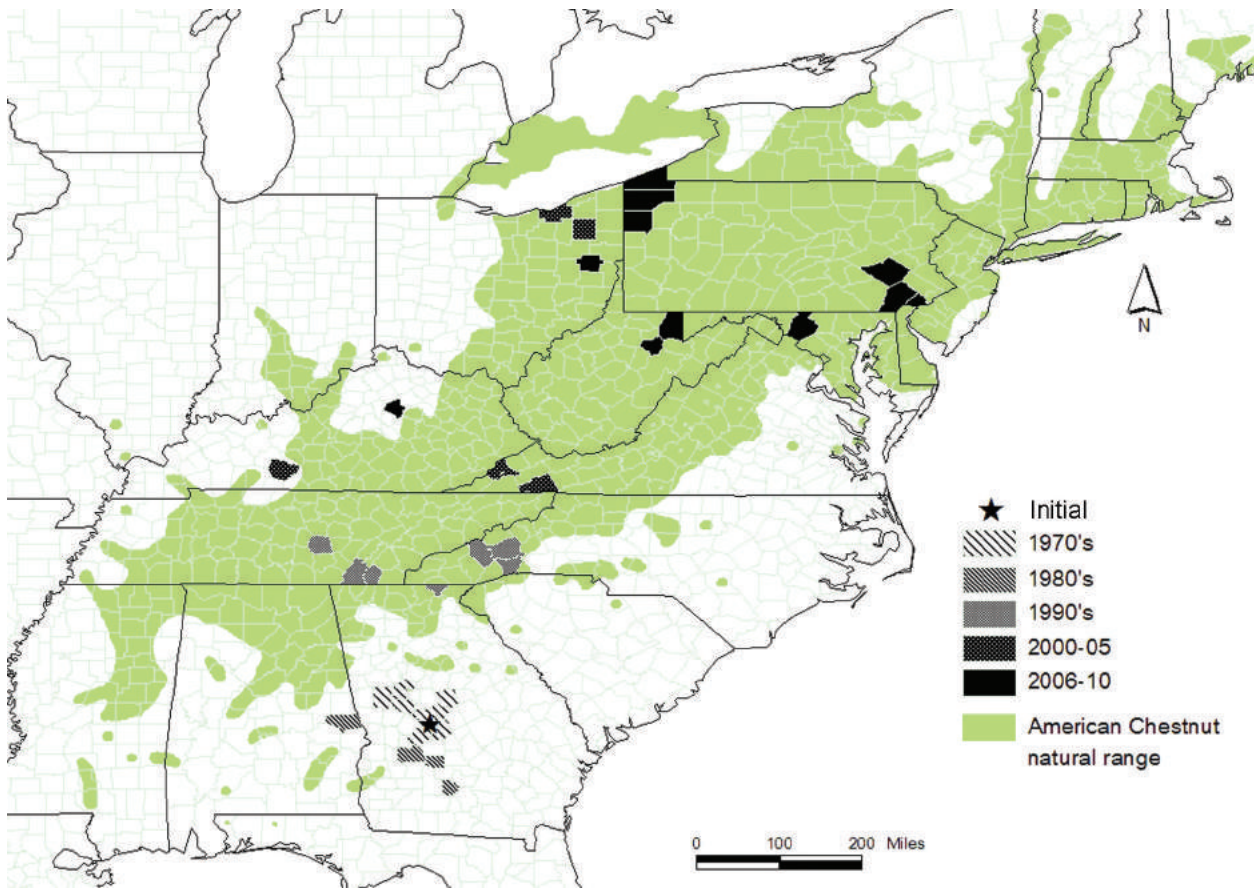 N
Initial
1970's
1980's
1990's
2000-05
2006-10
American Chestnut
natural range
0 100 200 Miles